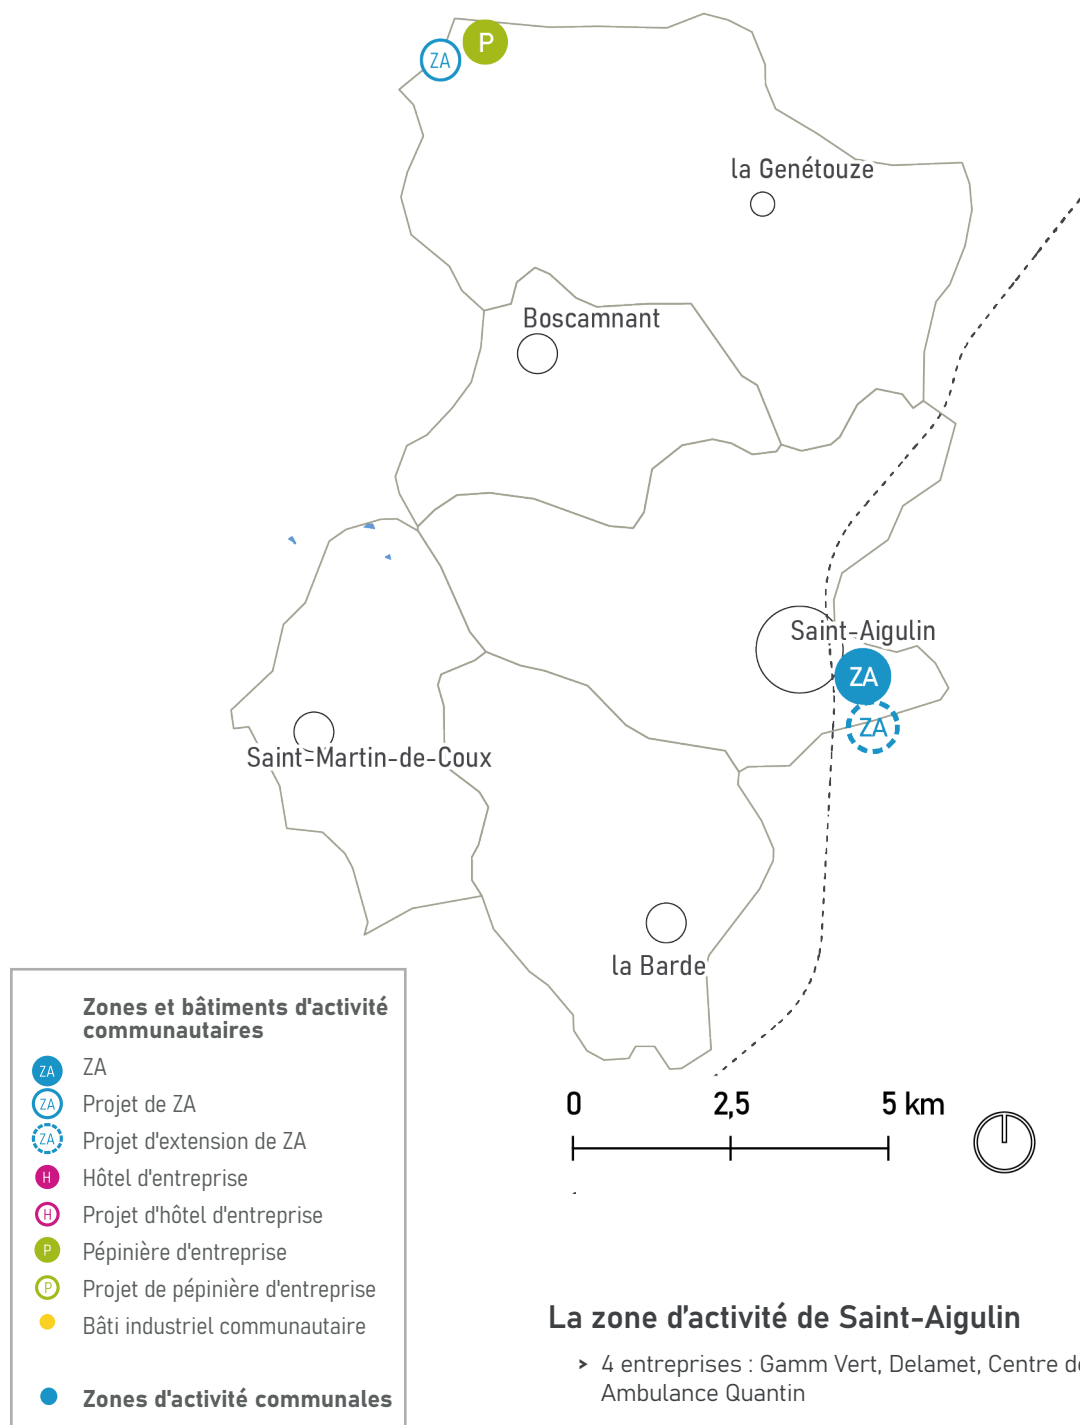 P
ZA
la Genétouze
Boscamnant
Saint-Aigulin
ZA
ZA
Saint-Martin-de-Coux
la Barde
Zones et bâtiments d'activité
communautaires
ZA ZA
ZA Projet de ZA
ZA Projet d'extension de ZA
H Hôtel d'entreprise
H Projet d'hôtel d'entreprise
P Pépinière d'entreprise
P Projet de pépinière d'entreprise
Bâti industriel communautaire
Zones d'activité communales
0 2,5 5 km
La zone d’activité de Saint-Aigulin
> 4 entreprises : Gamm Vert, Delamet, Centre de
Ambulance Quantin